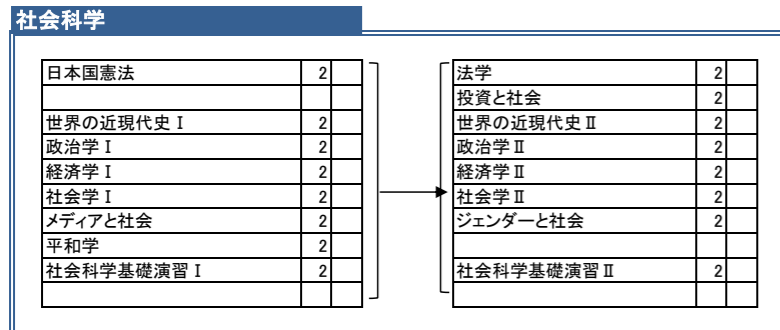 社会科学
日本国憲法 2
世界の近現代史Ⅰ 2
政治学Ⅰ 2
経済学Ⅰ 2
社会学Ⅰ 2
メディアと社会 2
平和学 2
社会科学基礎演習Ⅰ 2
法学 2
投資と社会 2
世界の近現代史Ⅱ 2
政治学Ⅱ 2
経済学Ⅱ 2
社会学Ⅱ 2
ジェンダーと社会 2
社会科学基礎演習Ⅱ 2